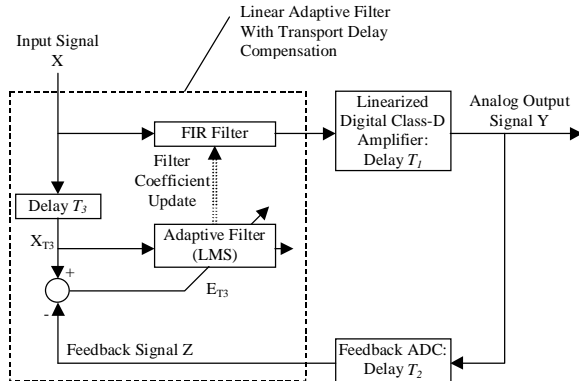 Linear Adaptive Filter
With Transport Delay
Compensation
Input Signal
X
FIR Filter
Linearized
Digital Class-D
Amplifier:
Delay T1
Analog Output
Signal Y
Filter
Coefficient
Update
Delay T3
XT3
Adaptive Filter
(LMS)
+
-
ET3
Feedback Signal Z
Feedback ADC:
Delay T2